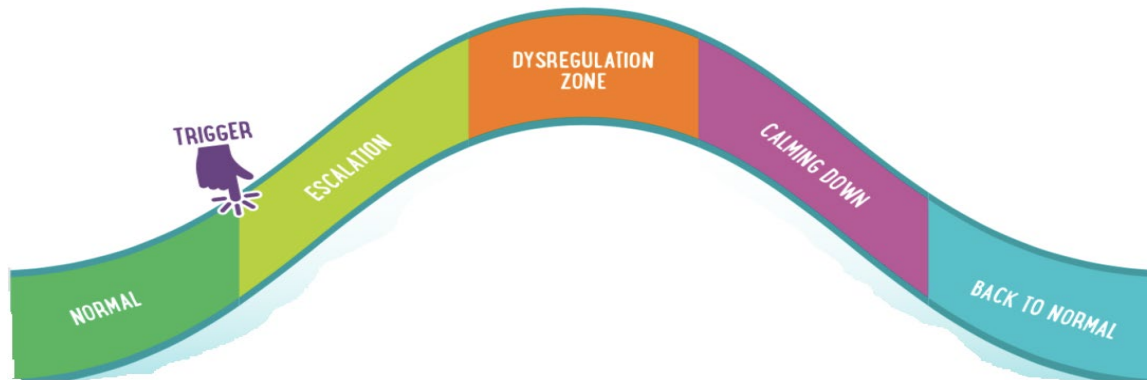 NORMAL
TRIGGER
ESCALATION
DYSREGULATION
ZONE
CALMING DOWN
BACK TO NORMAL